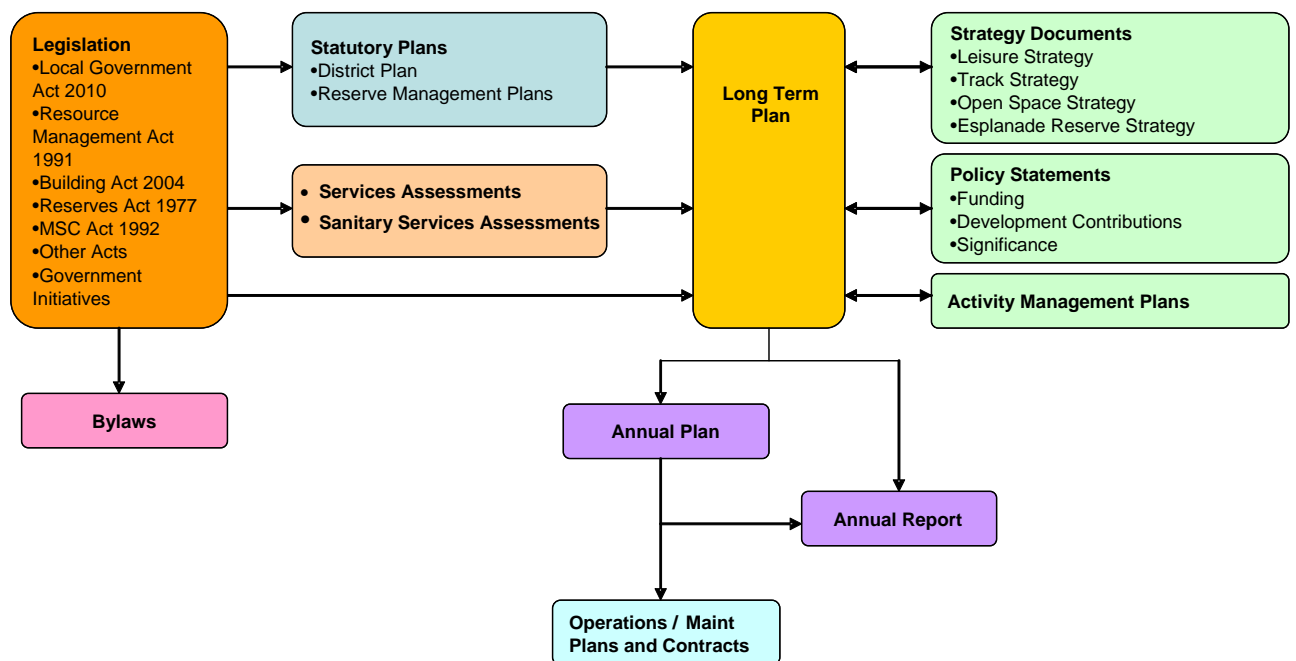 Legislation
•Local Government
Act 2010
•Resource
Management Act
1991
•Building Act 2004
•Reserves Act 1977
•MSC Act 1992
•Other Acts
•Government
Initiatives
Statutory Plans
•District Plan
•Reserve Management Plans
• Services Assessments
• Sanitary Services Assessments
Long Term
Plan
Strategy Documents
•Leisure Strategy
•Track Strategy
•Open Space Strategy
•Esplanade Reserve Strategy
Policy Statements
•Funding
•Development Contributions
•Significance
Activity Management Plans
Bylaws
Annual Plan
Annual Report
Operations / Maint
Plans and Contracts